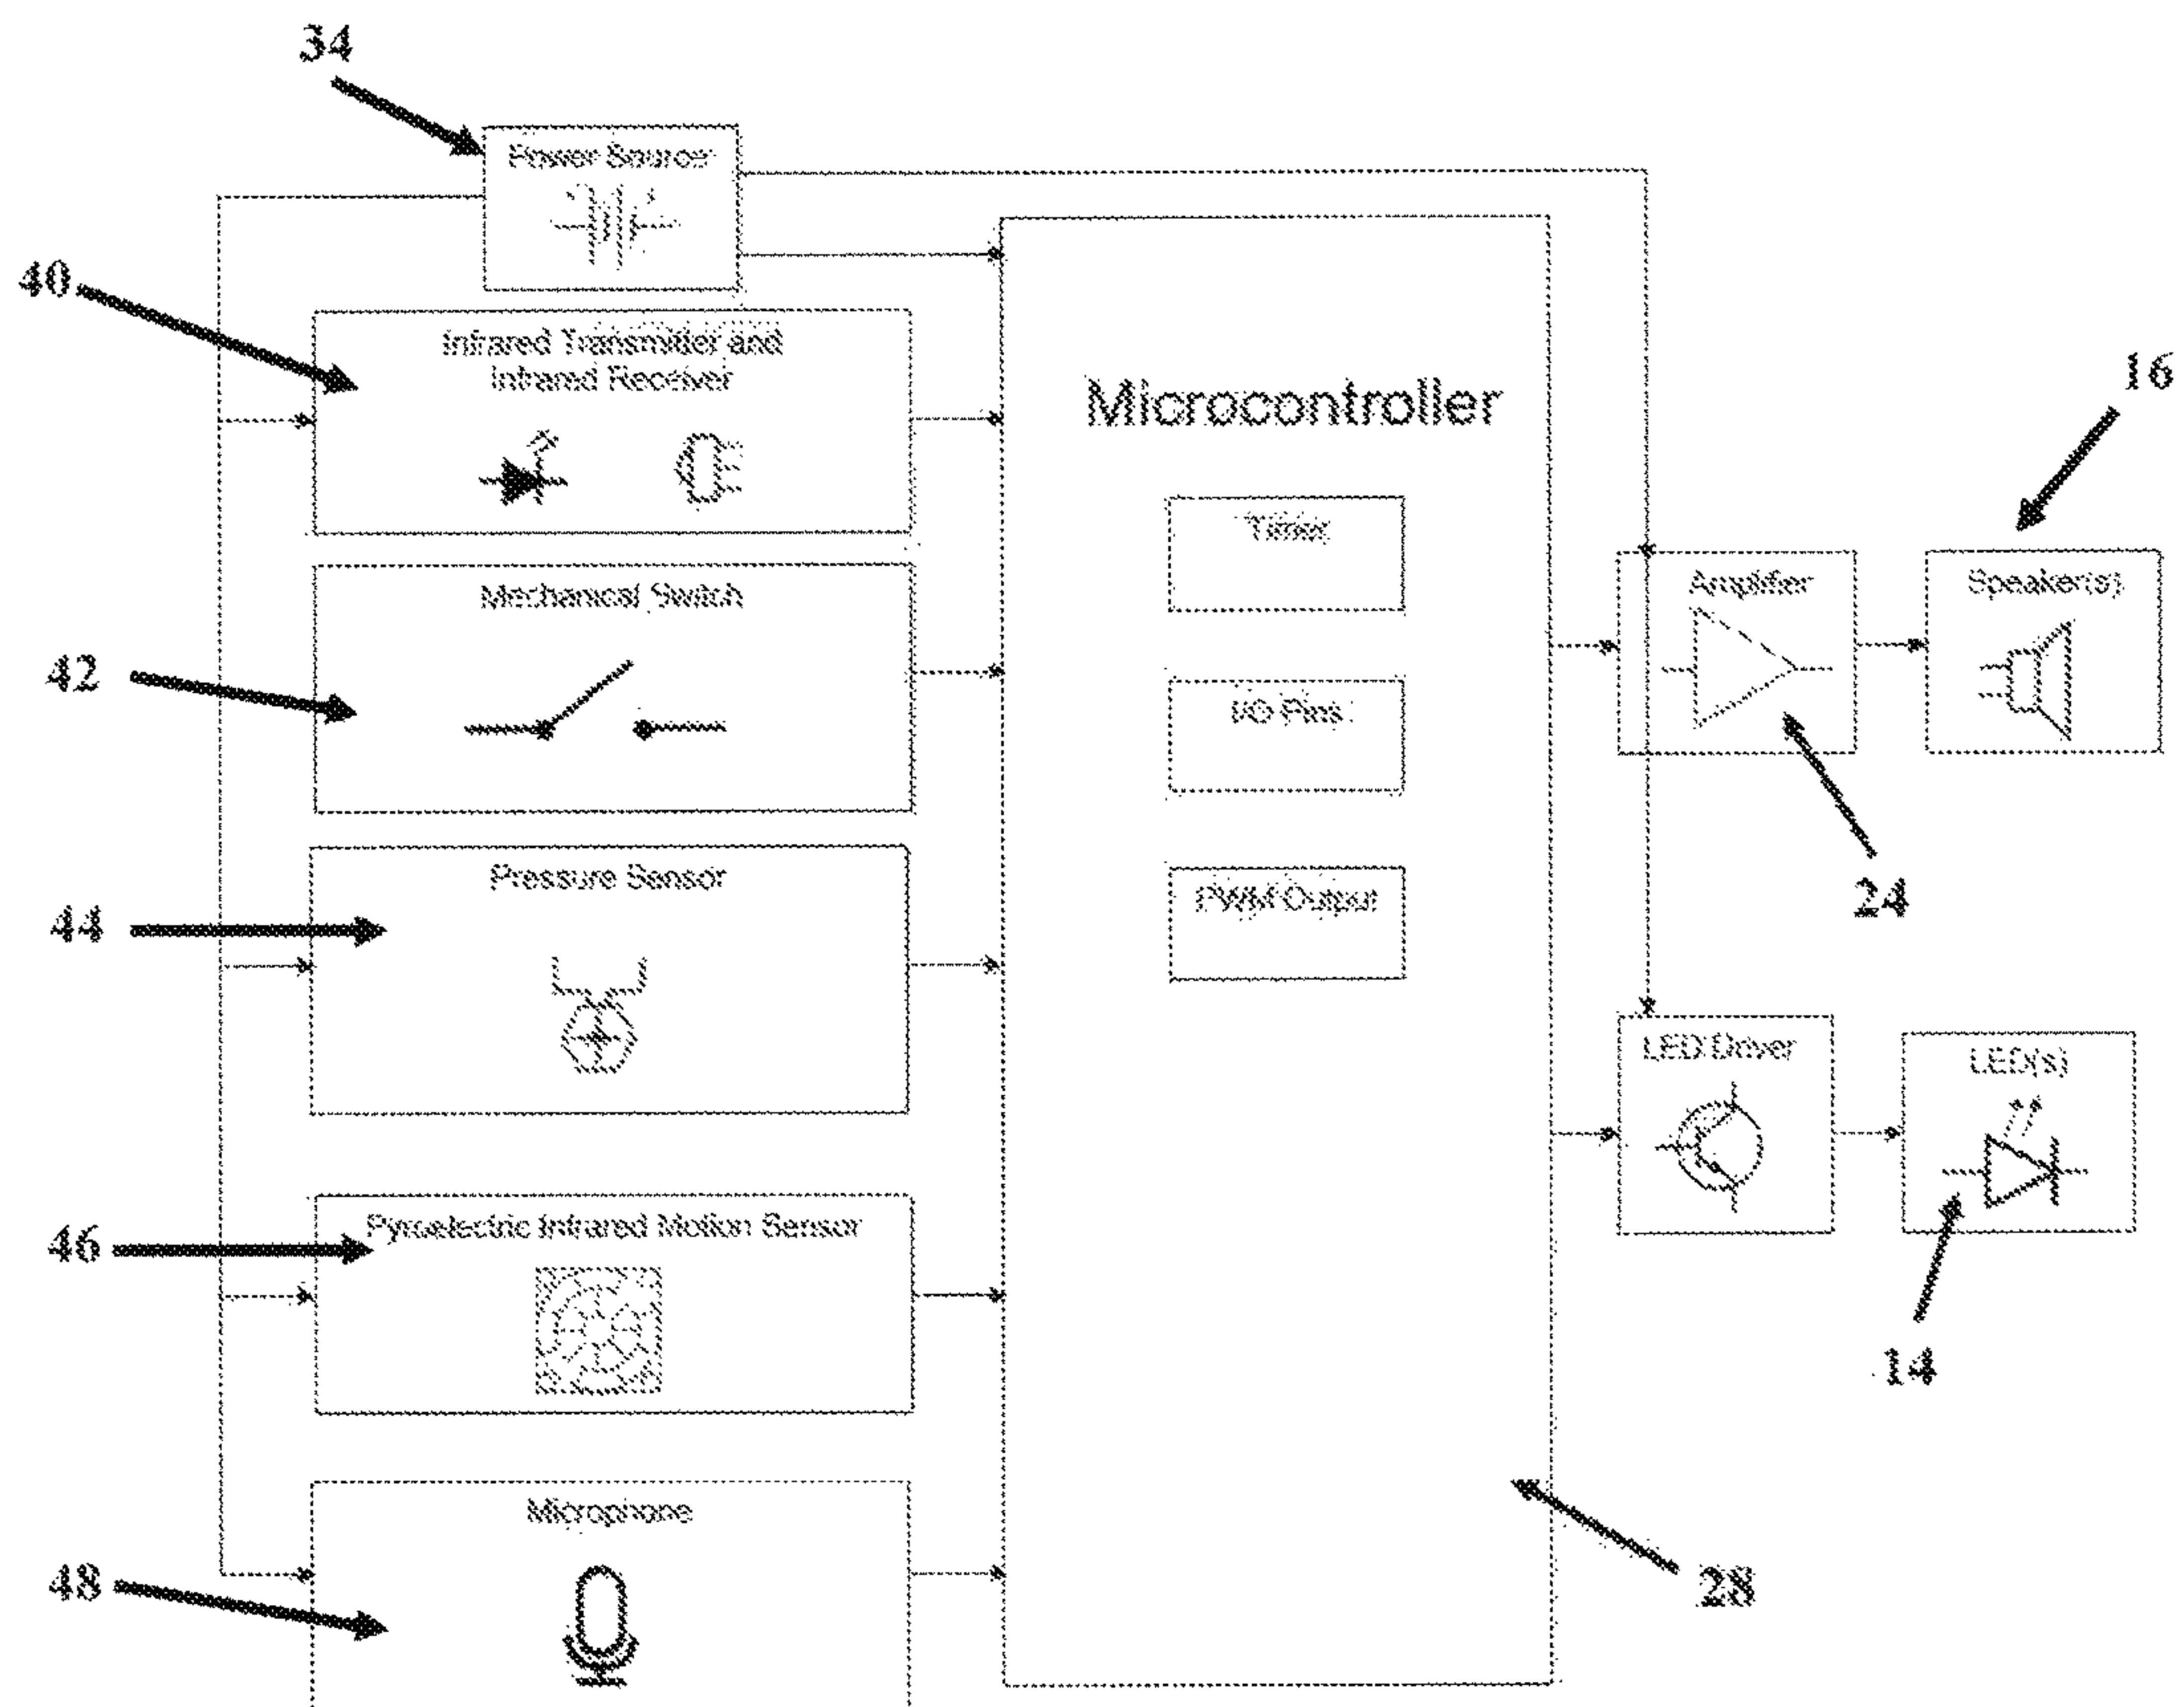 34
Power Source
40
Infrared Transmitter and
Infrared Receiver
Microcontroller
16
Timer
Mechanical Switch
Amplifier
Speaker(s)
42
I/O Pins
Pressure Sensor
PWM Output
24
44
LED Driver
LED(s)
46
Pyroelectric Infrared Motion Sensor
14
Microphone
48
28